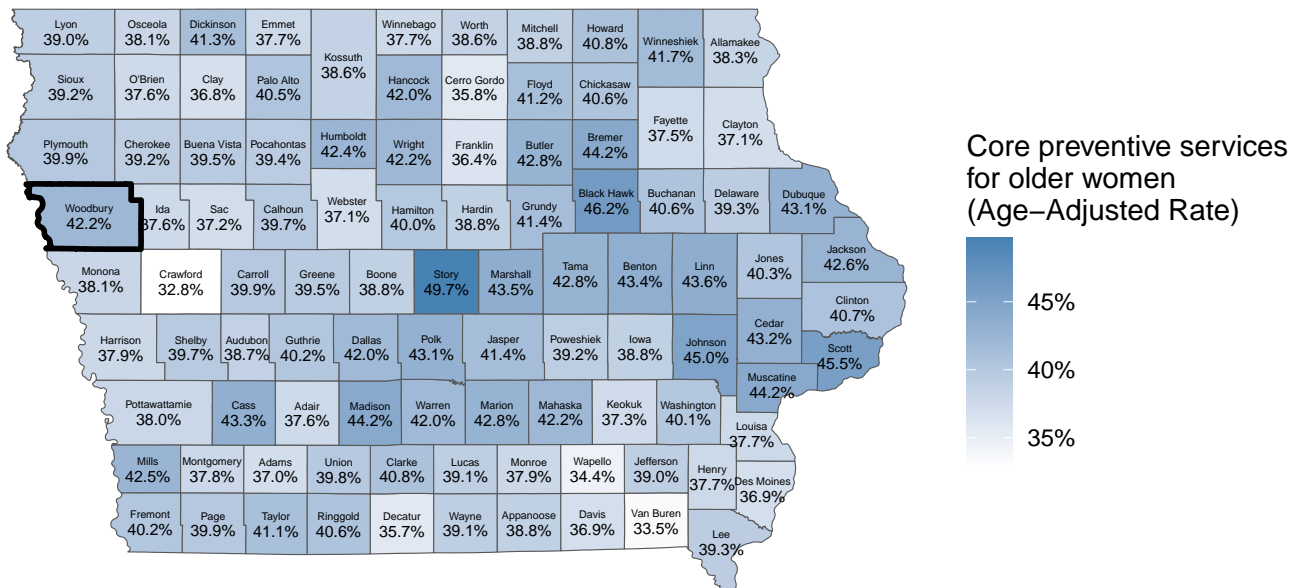 Lyon
39.0%
Osceola
38.1%
Dickinson
41.3%
Emmet
37.7%
Kossuth
38.6%
Winnebago
37.7%
Worth
38.6%
Mitchell
38.8%
Howard
40.8%
Winneshiek
41.7%
Allamakee
38.3%
Sioux
39.2%
O'Brien
37.6%
Clay
36.8%
Palo Alto
40.5%
Hancock
42.0%
Cerro Gordo
35.8%
Floyd
41.2%
Chickasaw
40.6%
Fayette
37.5%
Clayton
37.1%
Plymouth
39.9%
Cherokee
39.2%
Buena Vista
39.5%
Pocahontas
39.4%
Humboldt
42.4%
Wright
42.2%
Franklin
36.4%
Butler
42.8%
Bremer
44.2%
Woodbury
42.2%
Ida
37.6%
Sac
37.2%
Calhoun
39.7%
Webster
37.1%
Hamilton
40.0%
Hardin
38.8%
Grundy
41.4%
Black Hawk
46.2%
Buchanan
40.6%
Delaware
39.3%
Dubuque
43.1%
Monona
38.1%
Crawford
32.8%
Carroll
39.9%
Greene
39.5%
Boone
38.8%
Story
49.7%
Marshall
43.5%
Tama
42.8%
Benton
43.4%
Linn
43.6%
Jones
40.3%
Jackson
42.6%
Clinton
40.7%
Harrison
37.9%
Shelby
39.7%
Audubon
38.7%
Guthrie
40.2%
Dallas
42.0%
Polk
43.1%
Jasper
41.4%
Poweshiek
39.2%
Iowa
38.8%
Johnson
45.0%
Cedar
43.2%
Scott
45.5%
Muscatine
44.2%
Pottawattamie
38.0%
Cass
43.3%
Adair
37.6%
Madison
44.2%
Warren
42.0%
Marion
42.8%
Mahaska
42.2%
Keokuk
37.3%
Washington
40.1%
Louisa
37.7%
Mills
42.5%
Montgomery
37.8%
Adams
37.0%
Union
39.8%
Clarke
40.8%
Lucas
39.1%
Monroe
37.9%
Wapello
34.4%
Jefferson
39.0%
Henry
37.7%
Des Moines
36.9%
Fremont
40.2%
Page
39.9%
Taylor
41.1%
Ringgold
40.6%
Decatur
35.7%
Wayne
39.1%
Appanoose
38.8%
Davis
36.9%
Van Buren
33.5%
Lee
39.3%
Core preventive services
for older women
(Age−Adjusted Rate)
45%
40%
35%